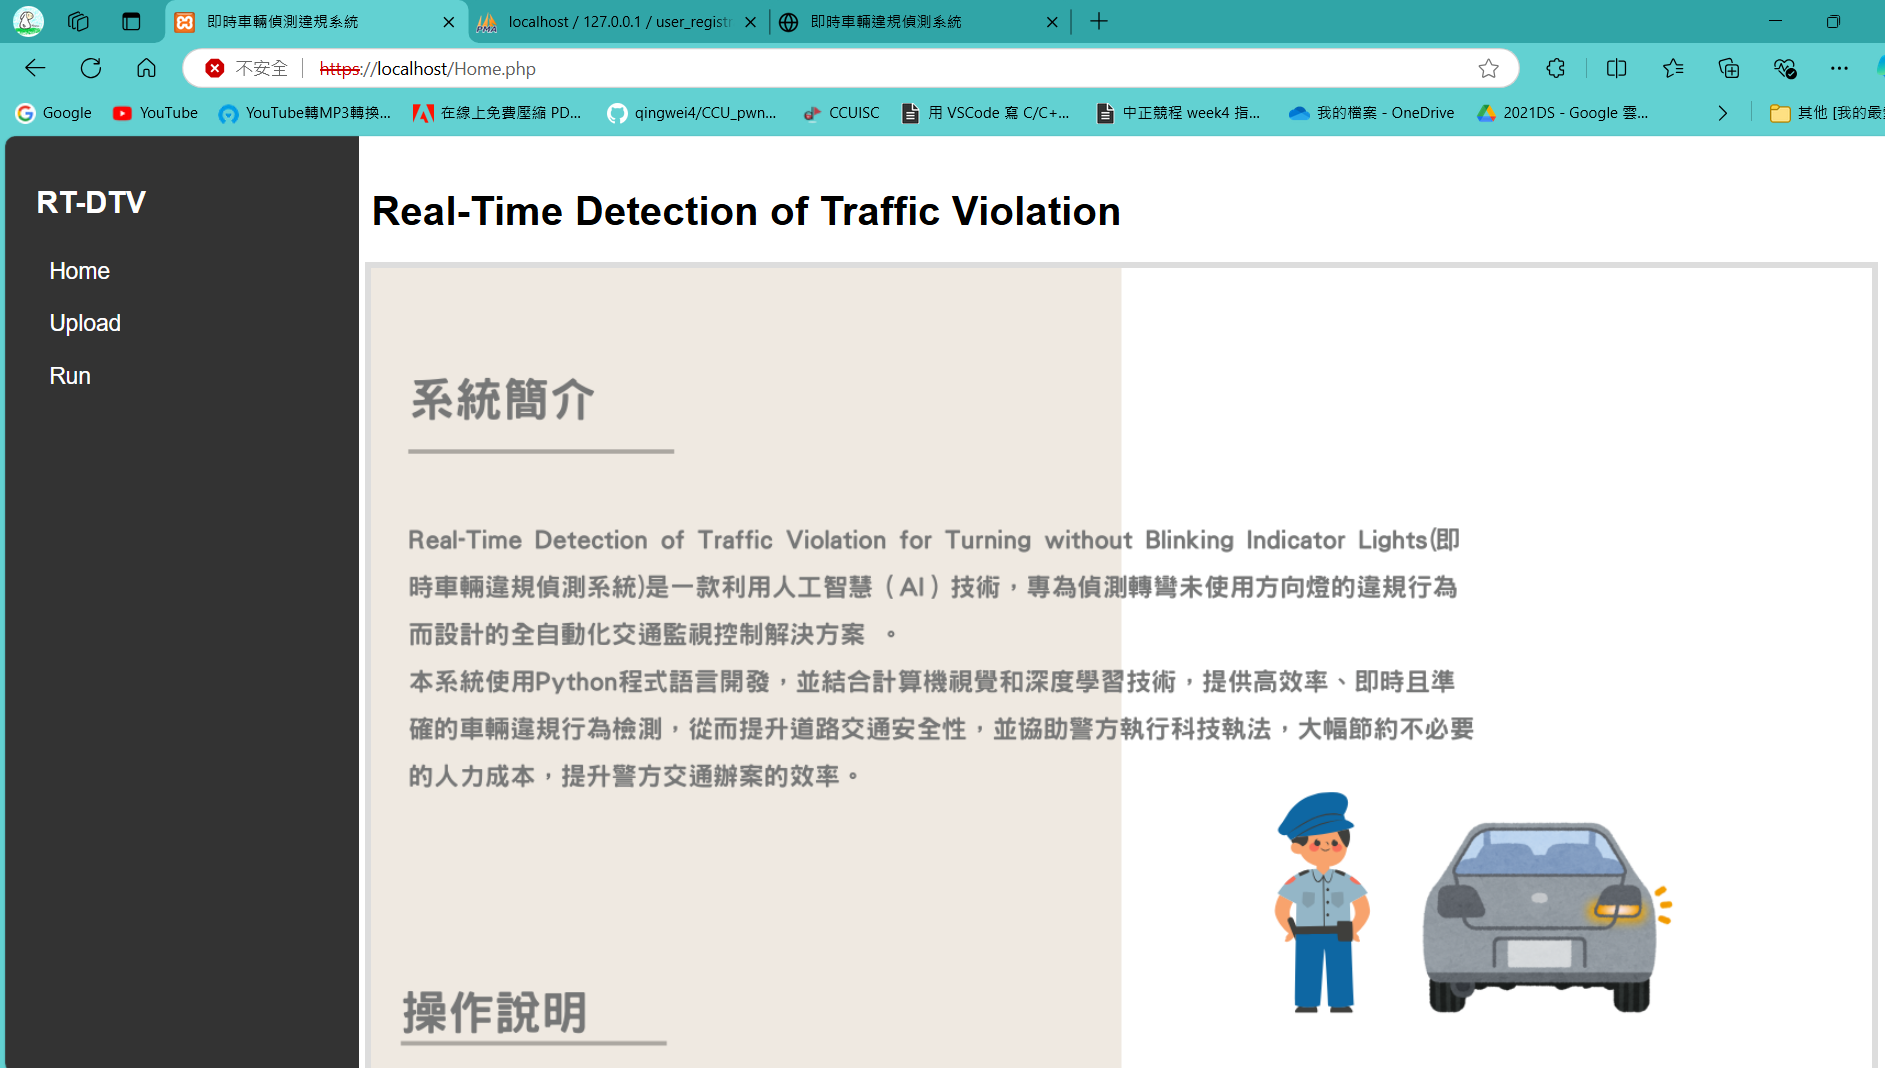 即時車輛偵測違規系統
localhost / 127.0.0.1 / user_registr
即時車輛違規偵測系統
不安全 https://localhost/Home.php
Google
YouTube
YouTube轉MP3轉換...
在線上免費壓縮 PD...
qingwei4/CCU_pwn...
CCUISC
用 VSCode 寫 C/C+...
中正競程 week4 指...
我的檔案 - OneDrive
2021DS - Google 雲...
其他 [我的最
RT-DTV
Home
Upload
Run
Real-Time Detection of Traffic Violation
系統簡介
Real-Time Detection of Traffic Violation for Turning without Blinking Indicator Lights(即
時車輛違規偵測系統)是一款利用人工智慧（AI）技術，專為偵測轉彎未使用方向燈的違規行為
而設計的全自動化交通監視控制解決方案 。
本系統使用Python程式語言開發，並結合計算機視覺和深度學習技術，提供高效率、即時且準
確的車輛違規行為檢測，從而提升道路交通安全性，並協助警方執行科技執法，大幅節約不必要
的人力成本，提升警方交通辦案的效率。
操作說明